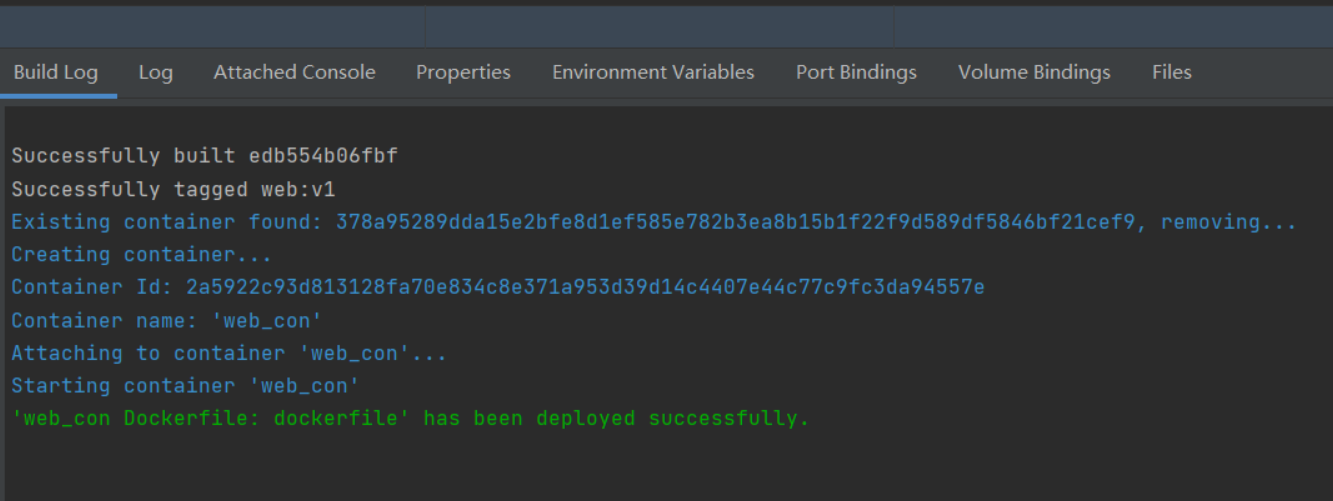 Build Log Log Attached Console Properties Environment Variables Port Bindings Volume Bindings Files
Successfully built edb554b06fbf
Successfully tagged web:v1
Existing container found: 378a95289dda15e2bfe8d1ef585e782b3ea8b15b1f22f9d589df5846bf21cef9, removing...
Creating container...
Container Id: 2a5922c93d813128fa70e834c8e371a953d39d14c4407e44c77c9fc3da94557e
Container name: 'web_con'
Attaching to container 'web_con'...
Starting container 'web_con'
'web_con Dockerfile: dockerfile' has been deployed successfully.